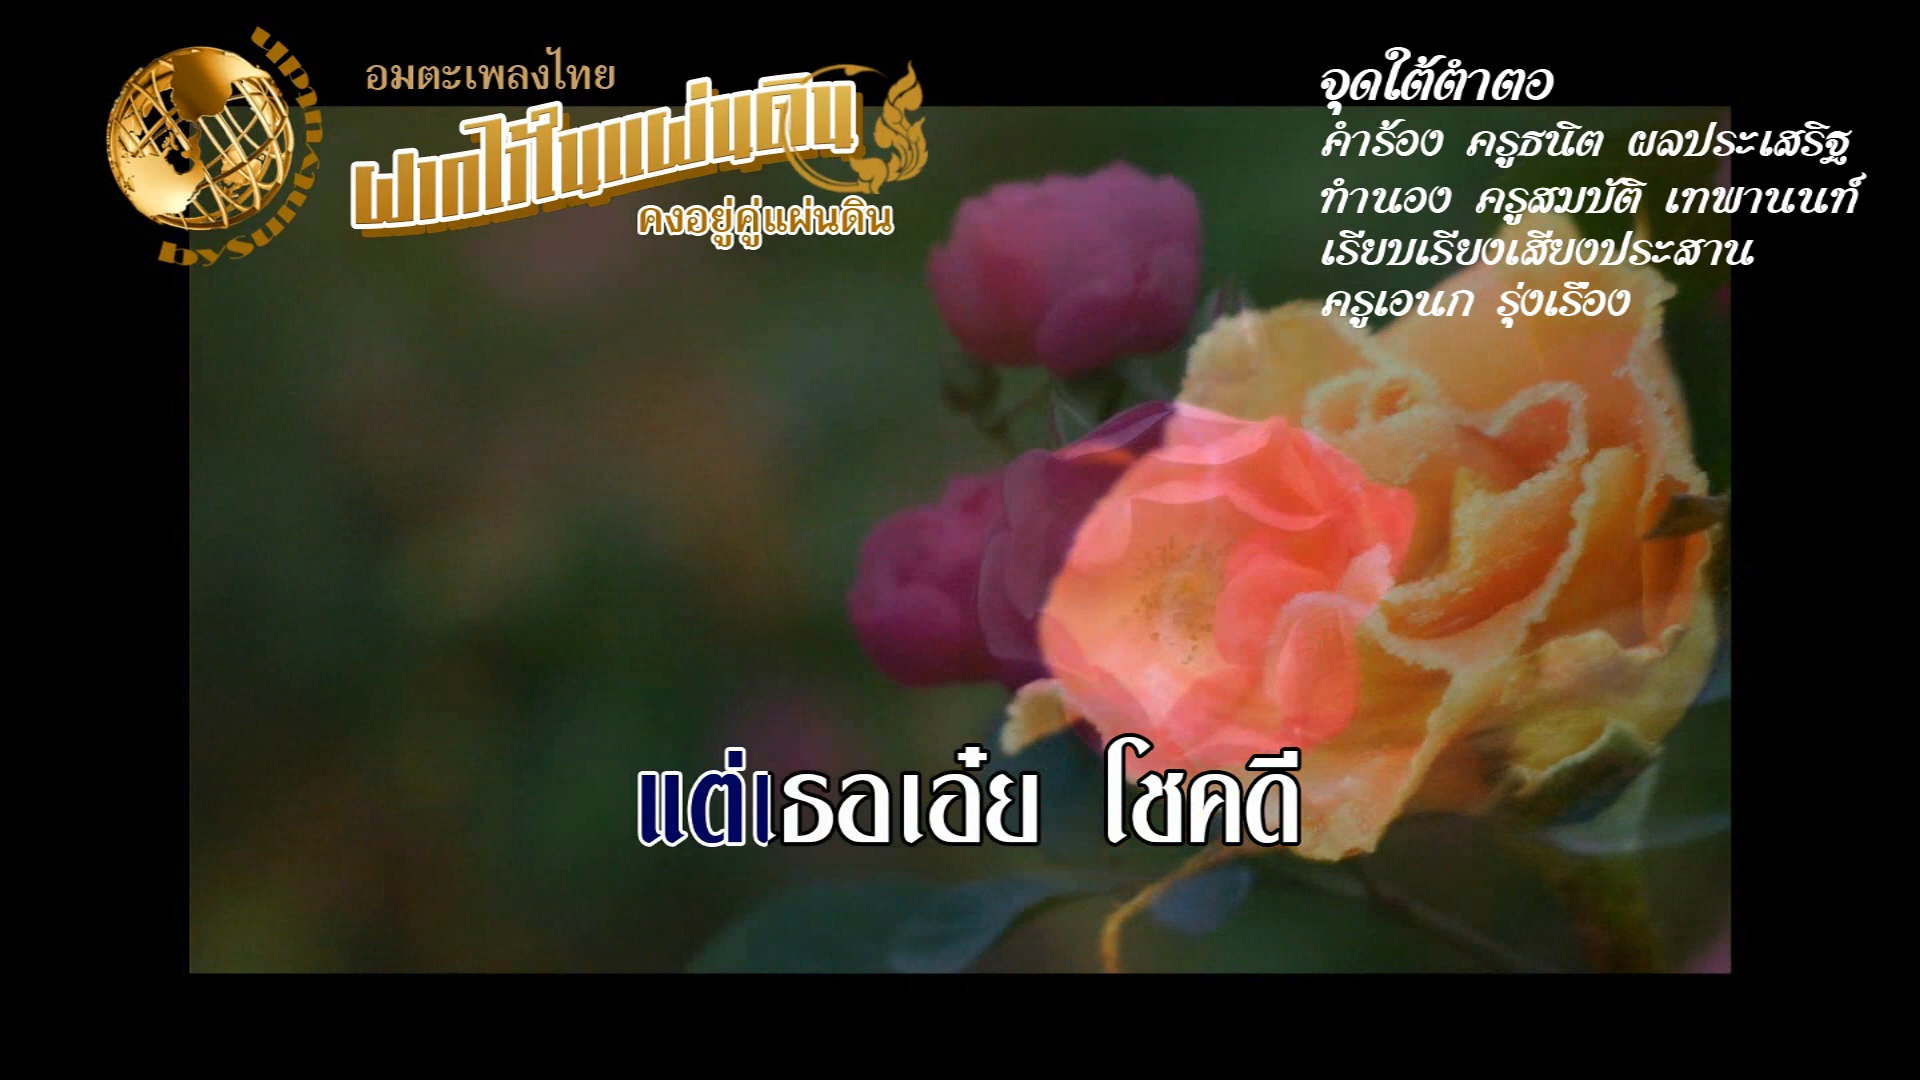 อมตะเพลงไทย
ฝากไว้ในแผ่นดิน
คงอยู่คู่แผ่นดิน
bysunyundh
จุดใต้ตำตอ
คำร้อง ครูธนิต ผลประเสริฐ
ทำนอง ครูสมบัติ เทพานนท์
เรียบเรียงเสียงประสาน
ครูเอนก รุ่งเรือง
แต่เธอเอ๋ย โชคดี